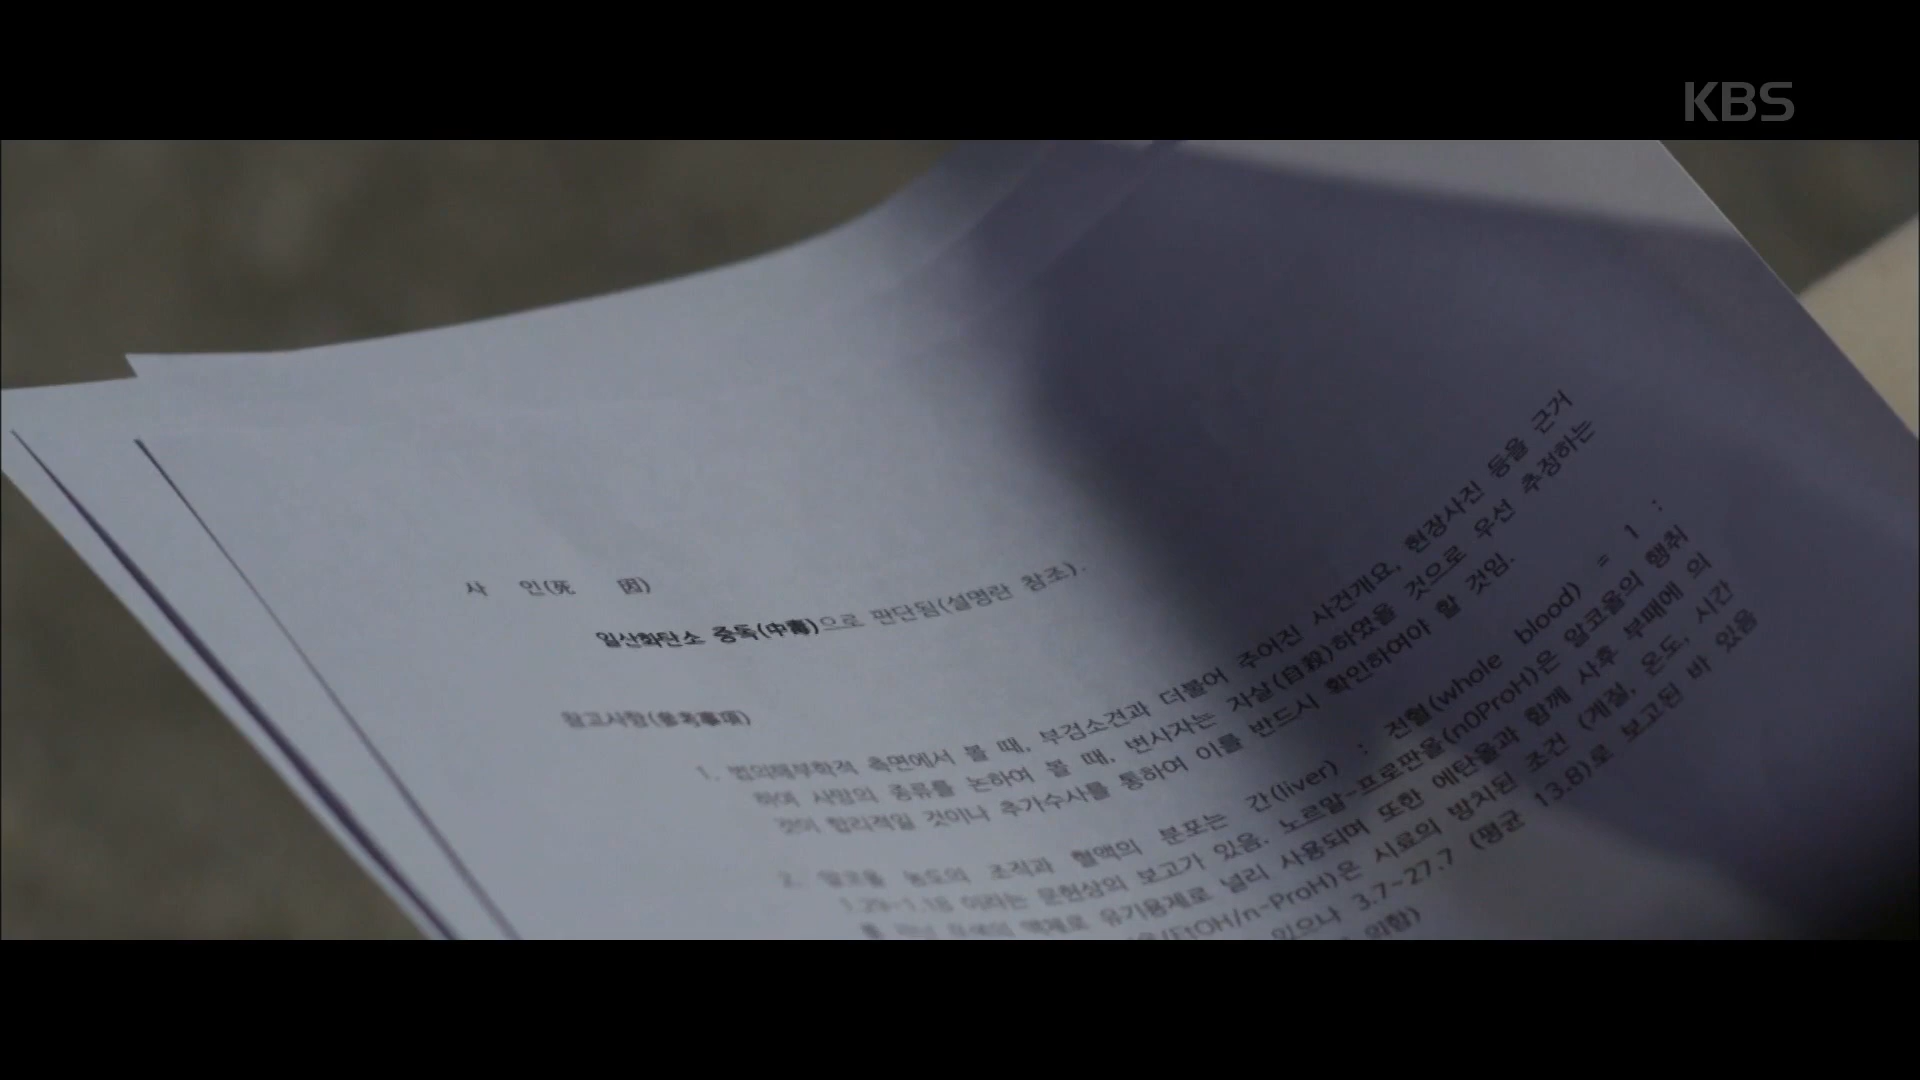 KBS
사 인(死 因)
일산화탄소 중독(中毒)으로 판단됨(설명란 참조).
참고사항(參考事項)
1. 법의해부학적 측면에서 볼 때, 부검소견과 더불어 주어진 사건개요, 현장사진 등을 근거
하여 사망의 종류를 논하여 볼 때, 변사자는 자살(自殺)하였을 것으로 우선 추정하는
것이 합리적일 것이나 추가수사를 통하여 이를 반드시 확인하여야 할 것임.
2. 알코올 농도의 조직과 혈액의 분포는 간(liver) : 전혈(whole blood) = 1 :
1.29~1.18 이라는 문헌상의 보고가 있음. 노르말-프로판올(n0ProH)은 알코올의 행취
액체로 유기용제로 널리 사용되며 또한 에탄올과 함께 사후 부패에 의
(EtOH/n-ProH)은 시료의 방치된 조건 (계절, 온도, 시간
있으나 3.7~27.7 (평균 13.8)로 보고된 바 있음
의함)